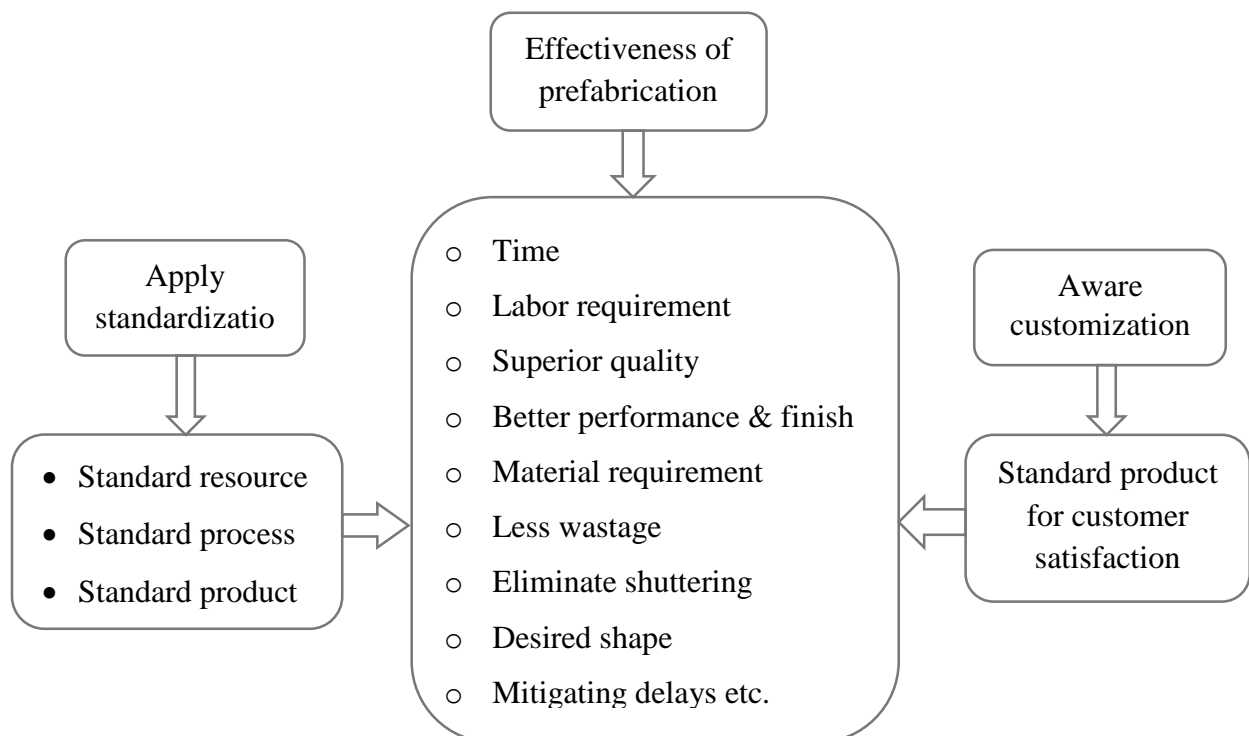 Effectiveness of
prefabrication
Apply
standardizatio
• Standard resource
• Standard process
• Standard product
o Time
o Labor requirement
o Superior quality
o Better performance & finish
o Material requirement
o Less wastage
o Eliminate shuttering
o Desired shape
o Mitigating delays etc.
Aware
customization
Standard product
for customer
satisfaction